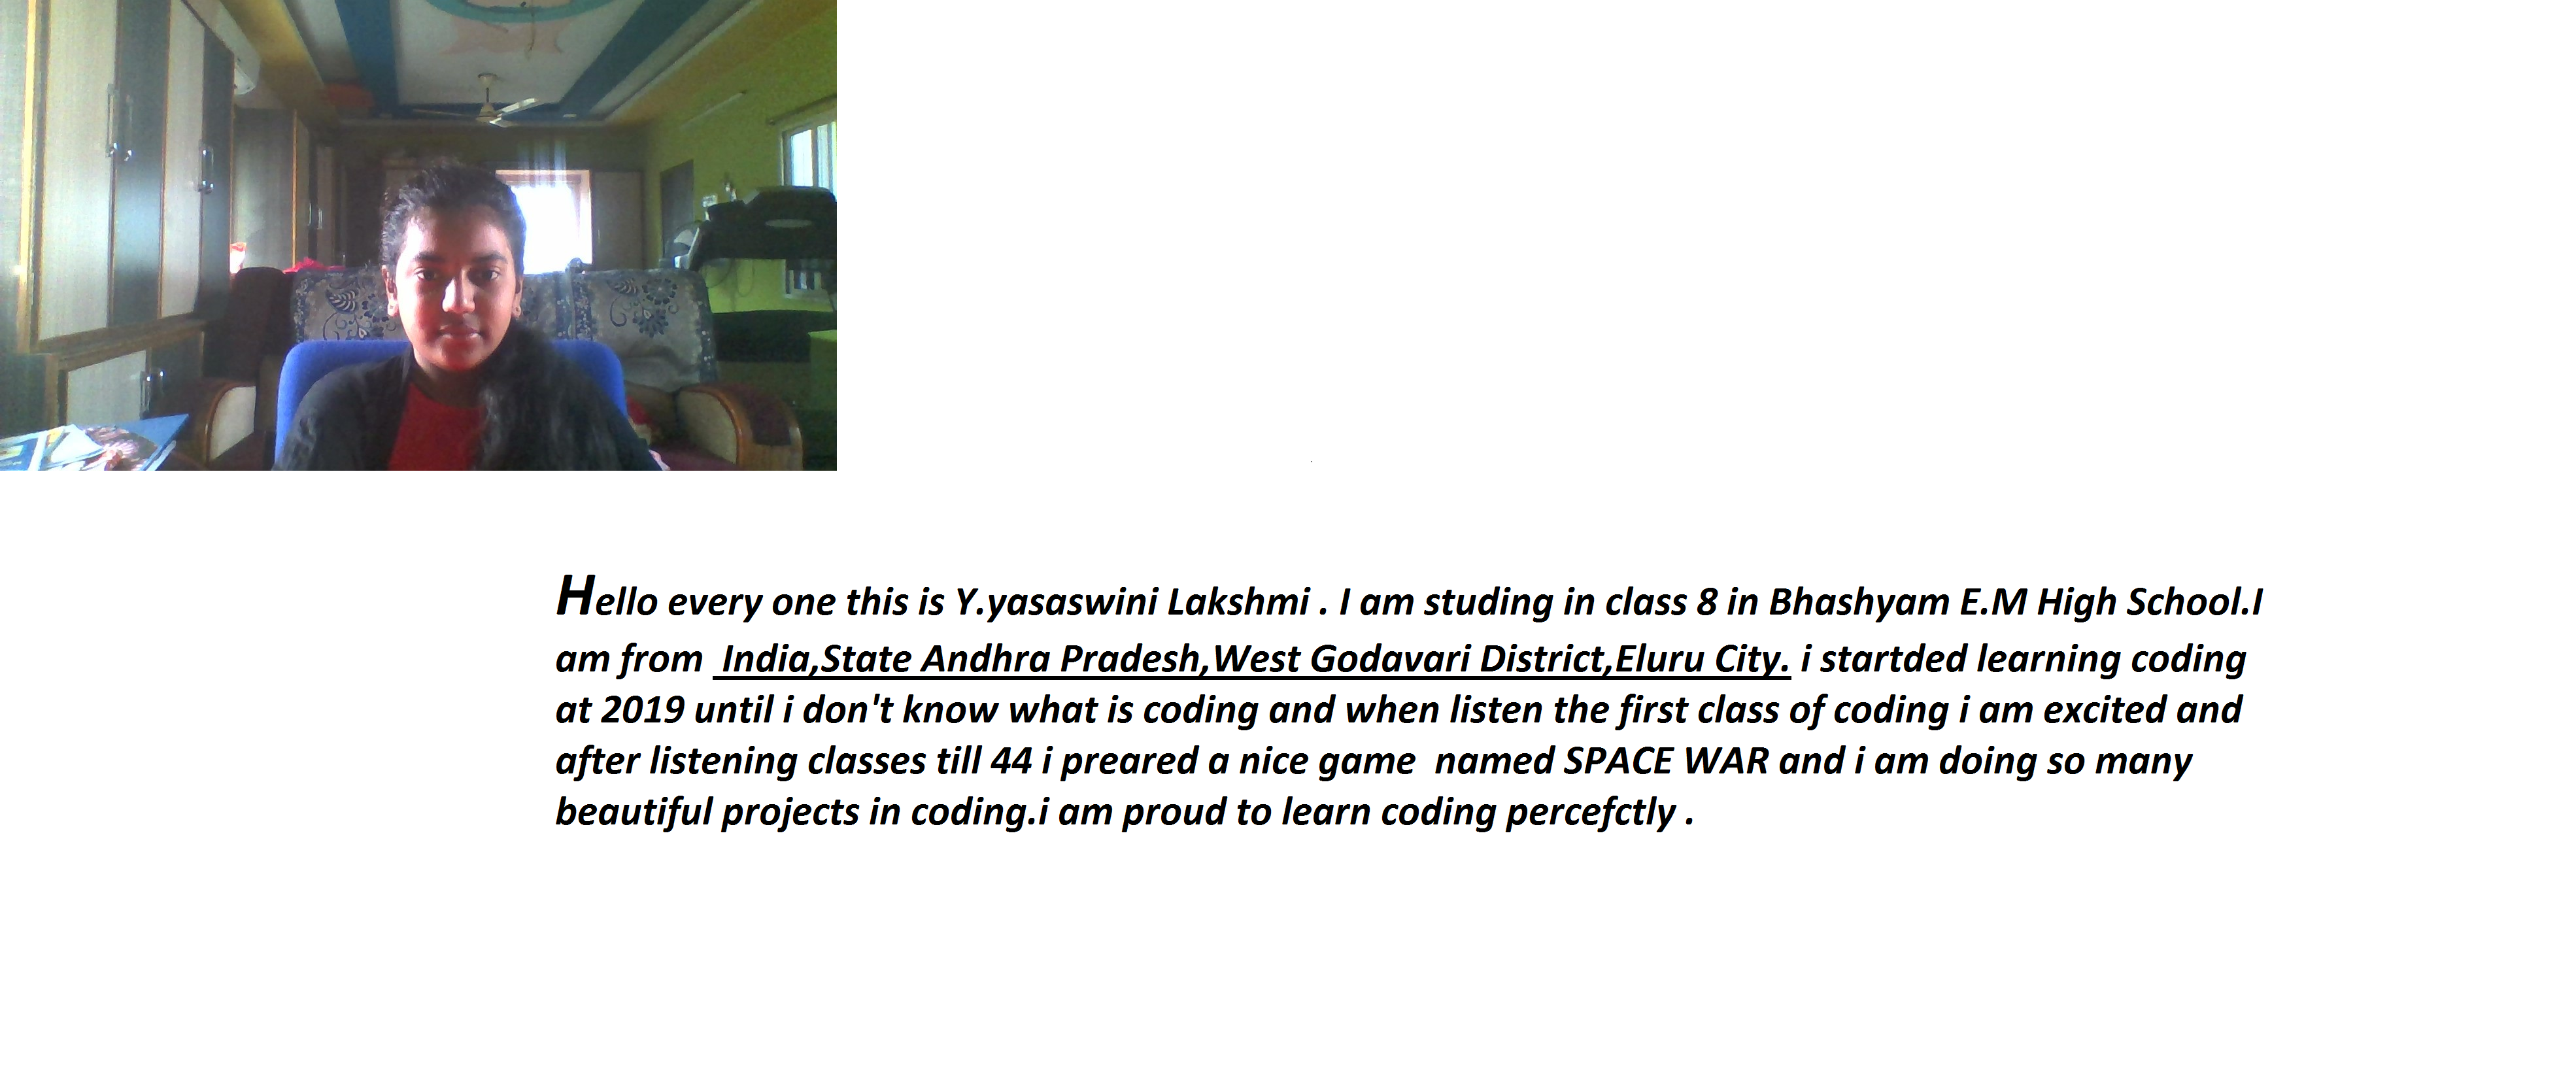 Hello every one this is Y.yasaswini Lakshmi . I am studing in class 8 in Bhashyam E.M High School.I
am from  India,State Andhra Pradesh,West Godavari District,Eluru City. i startded learning coding
at 2019 until i don't know what is coding and when listen the first class of coding i am excited and
after listening classes till 44 i preared a nice game  named SPACE WAR and i am doing so many
beautiful projects in coding.i am proud to learn coding percefctly .